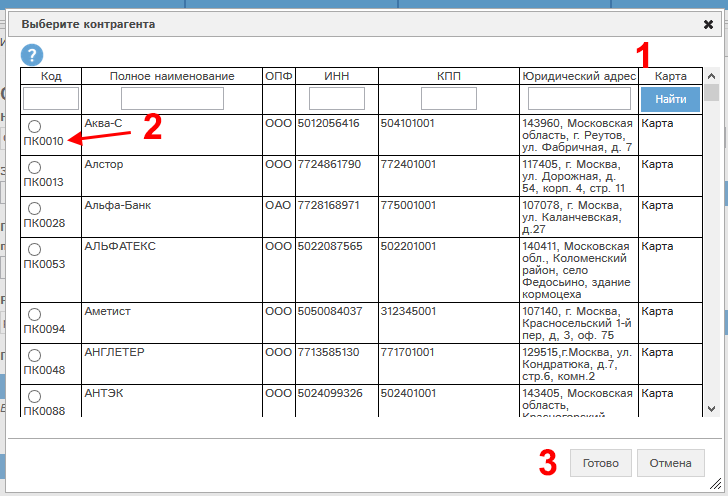 Выберите контрагента
?
1
Код Полное наименование ОПФ ИНН КПП Юридический адрес Карта
Найти
ПК0010 Аква-С ООО 5012056416 504101001 143960, Московская Карта
область, г. Реутов,
ул. Фабричная, д. 7
2
ПК0013 Алстор ООО 7724861790 772401001 117405, г. Москва, Карта
ул. Дорожная, д.
54, корп. 4, стр. 11
ПК0028 Альфа-Банк ОАО 7728168971 775001001 107078, г. Москва, Карта
ул. Каланчевская,
д.27
ПК0053 АЛЬФАТЕКС ООО 5022087565 502201001 140411, Московская Карта
обл., Коломенский
район, село
Федосьино, здание
кормоцеха
ПК0094 Аметист ООО 5050084037 312345001 107140, г. Москва, Карта
Красносельский 1-й
пер, д, 3, оф. 75
ПК0048 АНГЛЕТЕР ООО 7713585130 771701001 129515,г.Москва, ул. Карта
Кондратюка, д.7,
стр.6, комн.2
ПК0088 АНТЭК ООО 5024099326 502401001 143405, Московская Карта
область,
Красногорский
3
Готово Отмена